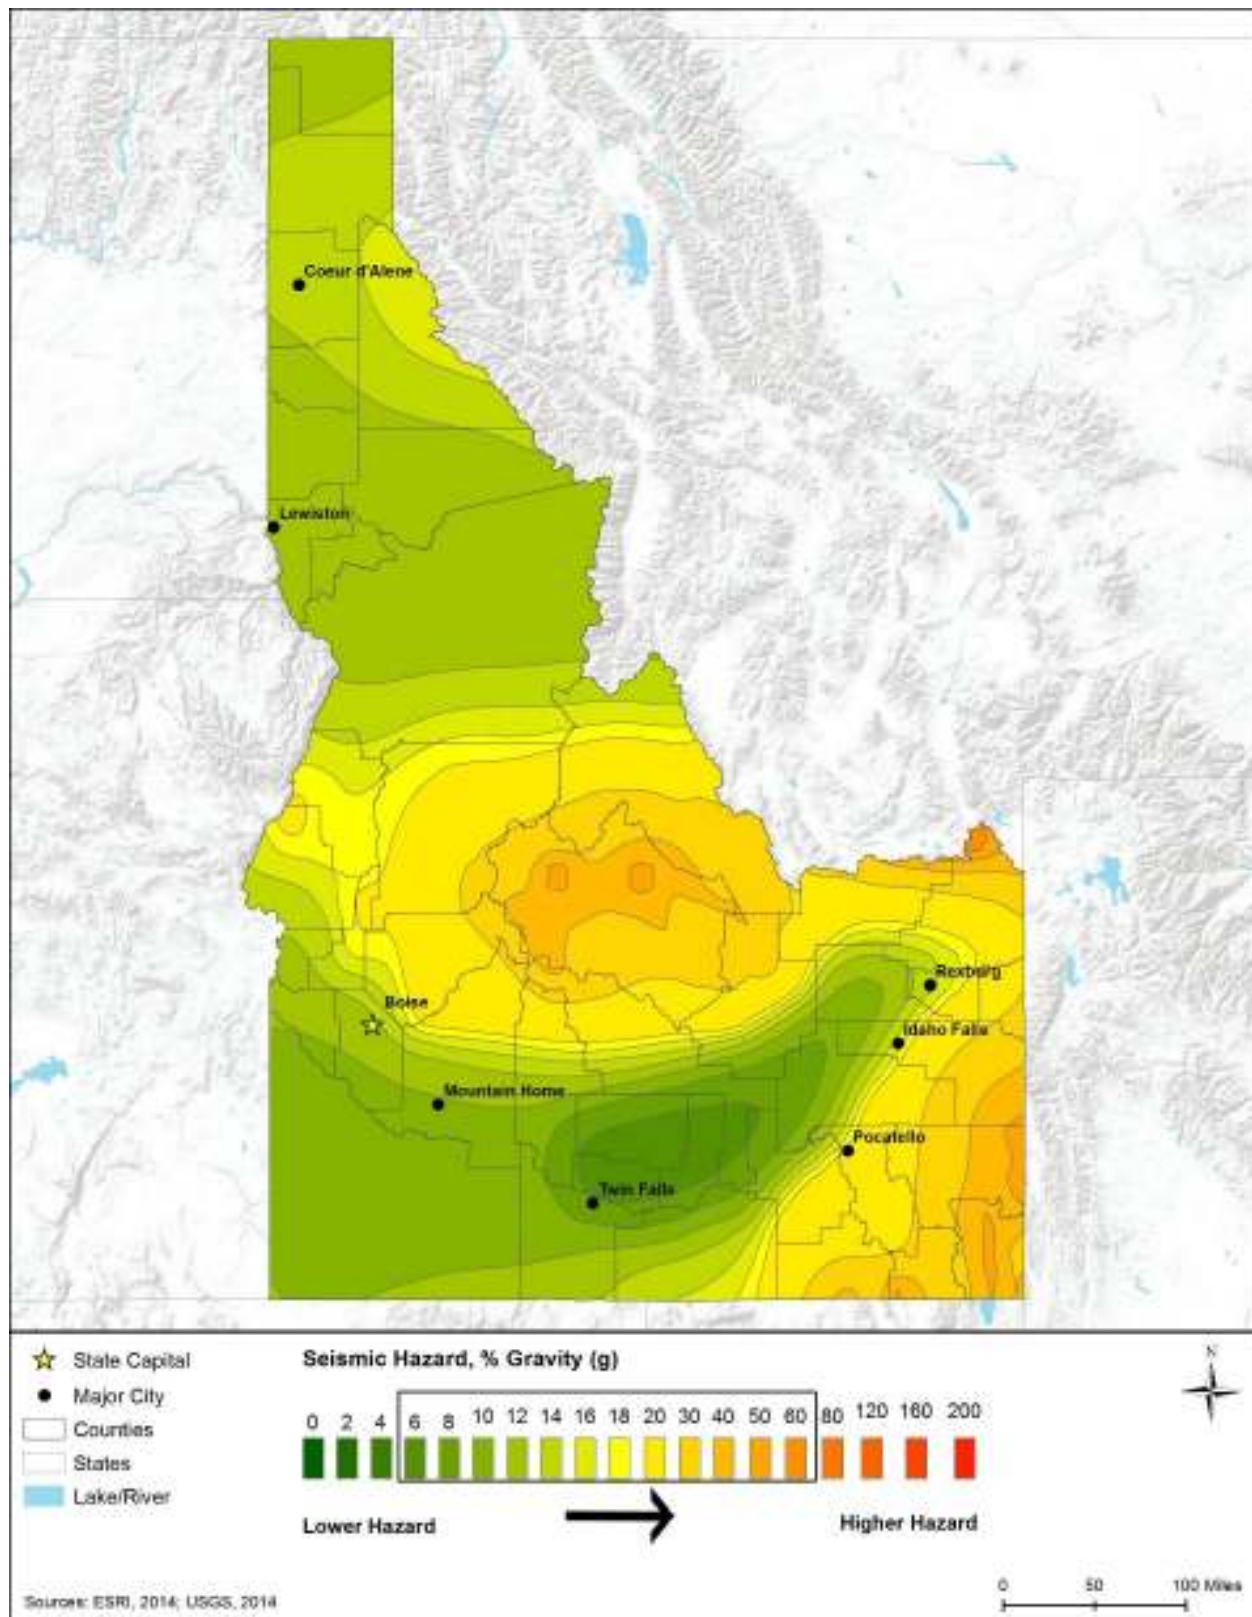 Coeur d'Alene
Lewiston
Rexburg
Boise
Idaho Falls
Mountain Home
Pocatello
Twin Falls
State Capital
Major City
Counties
States
Lake/River
Seismic Hazard, % Gravity (g)
0 2 4 6 8 10 12 14 16 18 20 30 40 50 60 80 120 160 200
Lower Hazard
Higher Hazard
N
Sources: ESRI, 2014; USGS, 2014
0 50 100 Miles